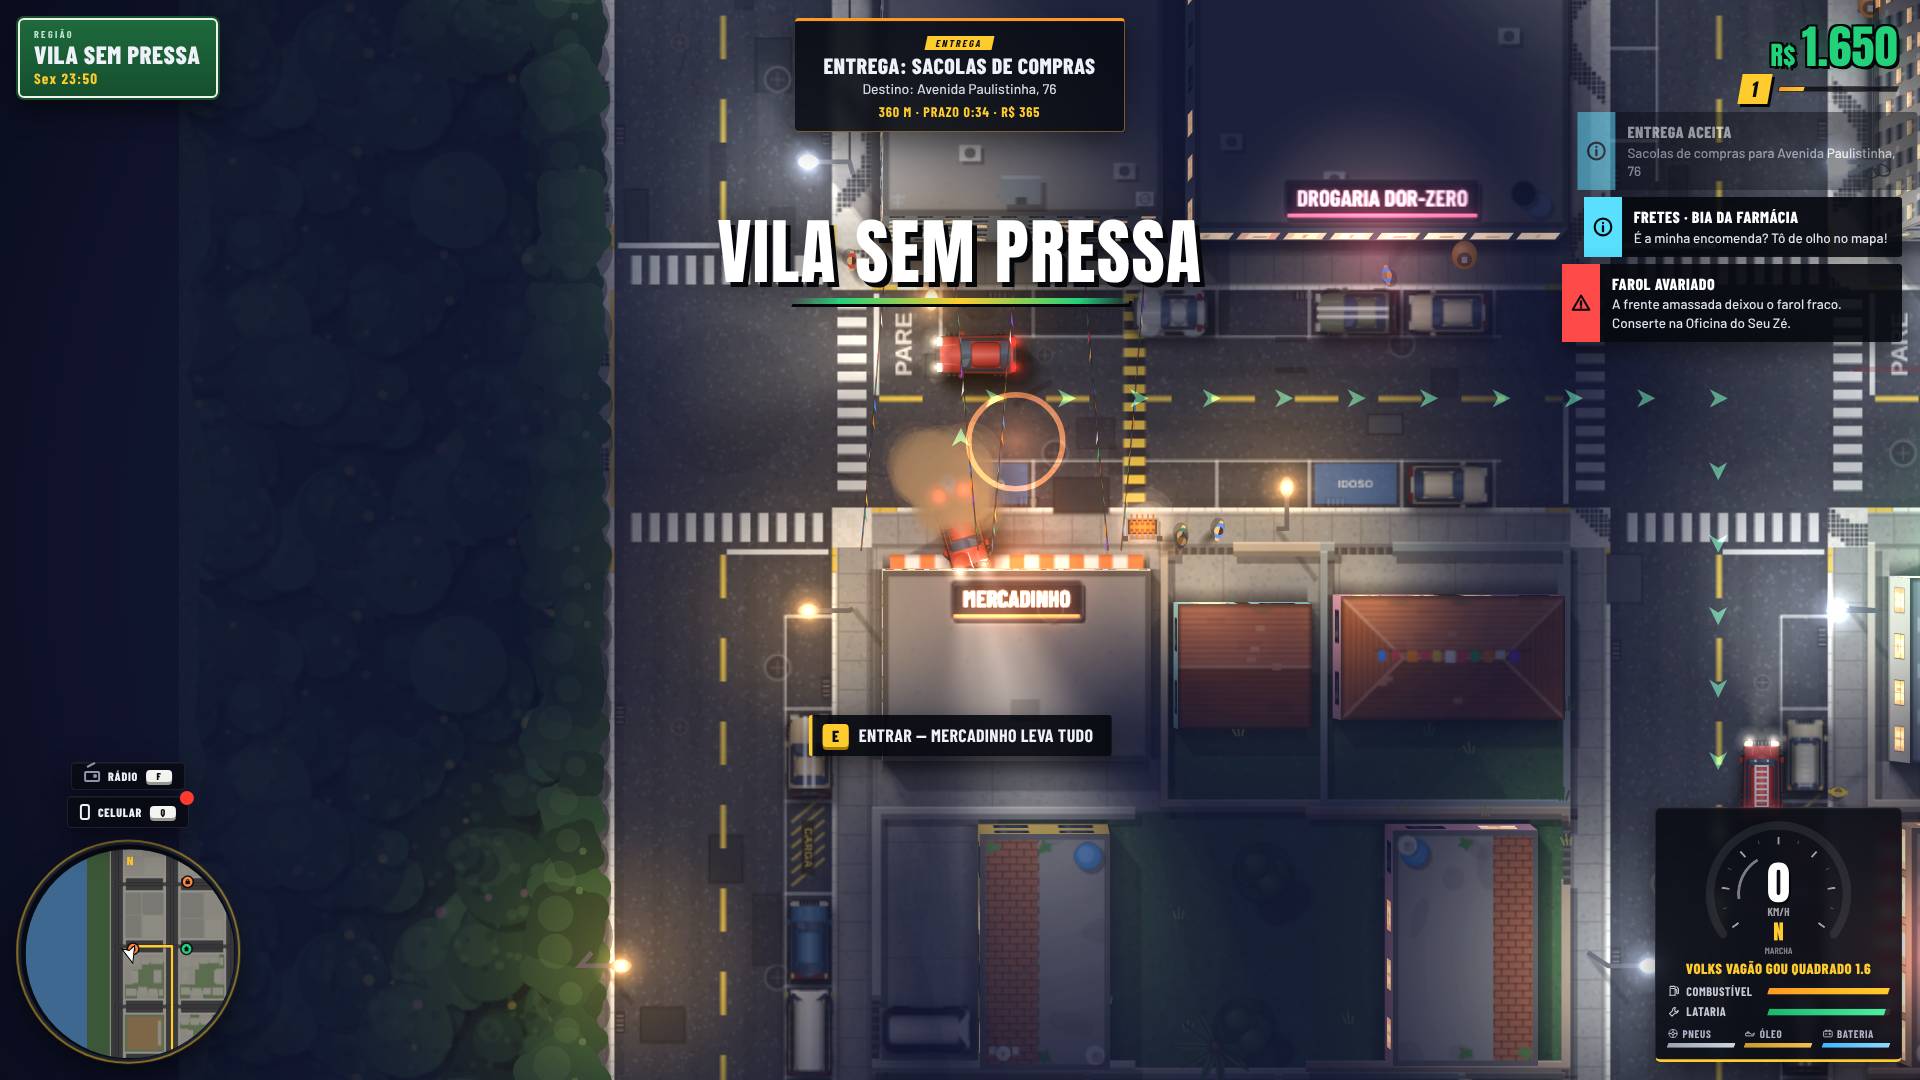 REGIÃO
VILA SEM PRESSA
Sex 23:50
ENTREGA
ENTREGA: SACOLAS DE COMPRAS
Destino: Avenida Paulistinha, 76
360 M · PRAZO 0:34 · R$ 365
R$ 1.650
1
ENTREGA ACEITA
Sacolas de compras para Avenida Paulistinha,
76
FRETES · BIA DA FARMÁCIA
É a minha encomenda? Tô de olho no mapa!
FAROL AVARIADO
A frente amassada deixou o farol fraco.
Conserte na Oficina do Seu Zé.
DROGARIA DOR-ZERO
VILA SEM PRESSA
PARE
PARE
IDOSO
MERCADINHO
E ENTRAR — MERCADINHO LEVA TUDO
CARGA
RÁDIO F
CELULAR Q
N
0
KM/H
N
MARCHA
VOLKS VAGÃO GOU QUADRADO 1.6
COMBUSTÍVEL
LATARIA
PNEUS ÓLEO BATERIA